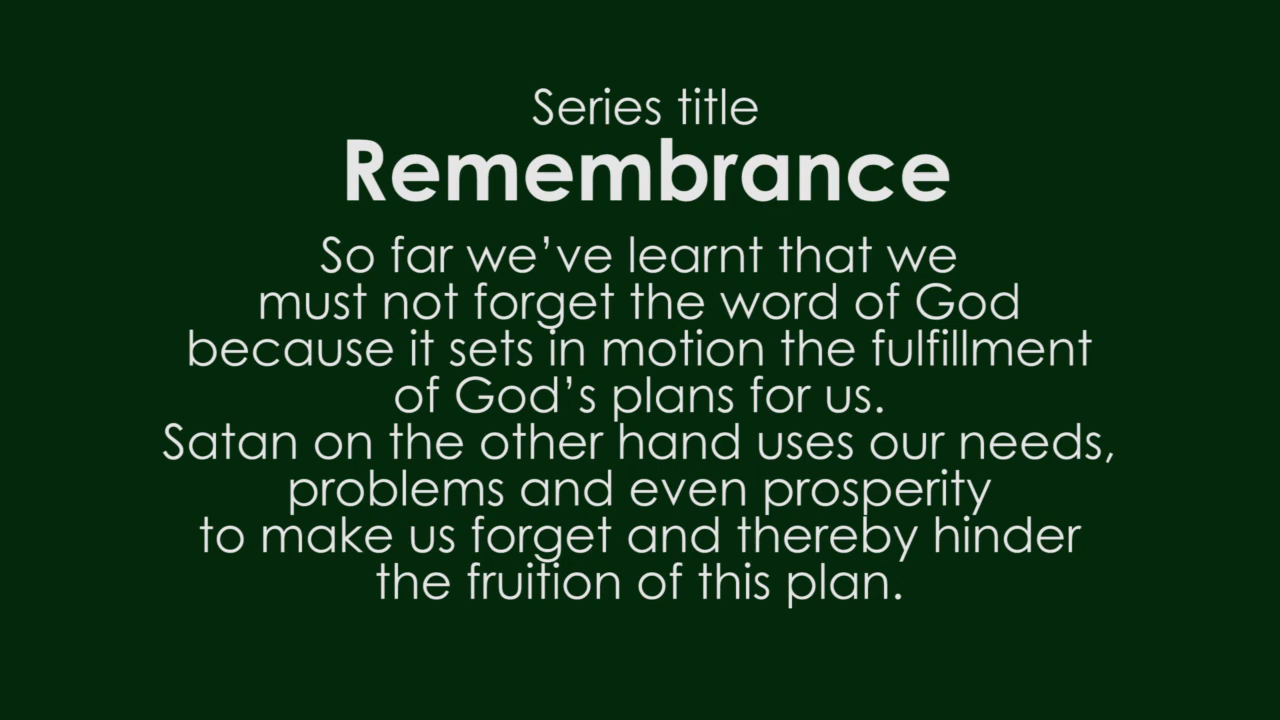 Series title
Remembrance
So far we’ve learnt that we
must not forget the word of God
because it sets in motion the fulfillment
of God’s plans for us.
Satan on the other hand uses our needs,
problems and even prosperity
to make us forget and thereby hinder
the fruition of this plan.